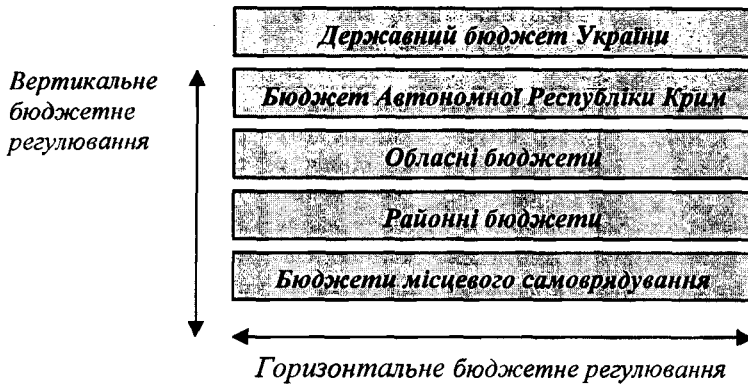 Державний бюджет України
Вертикальне
бюджетне
регулювання
Бюджет Автономної Республіки Крим
Обласні бюджети
Районні бюджети
Бюджети місцевого самоврядування
Горизонтальне бюджетне регулювання